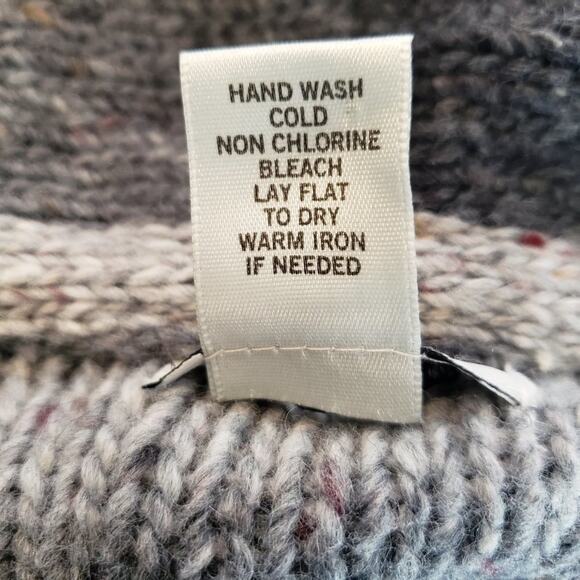 HAND WASH
COLD
NON CHLORINE
BLEACH
LAY FLAT
TO DRY
WARM IRON
IF NEEDED